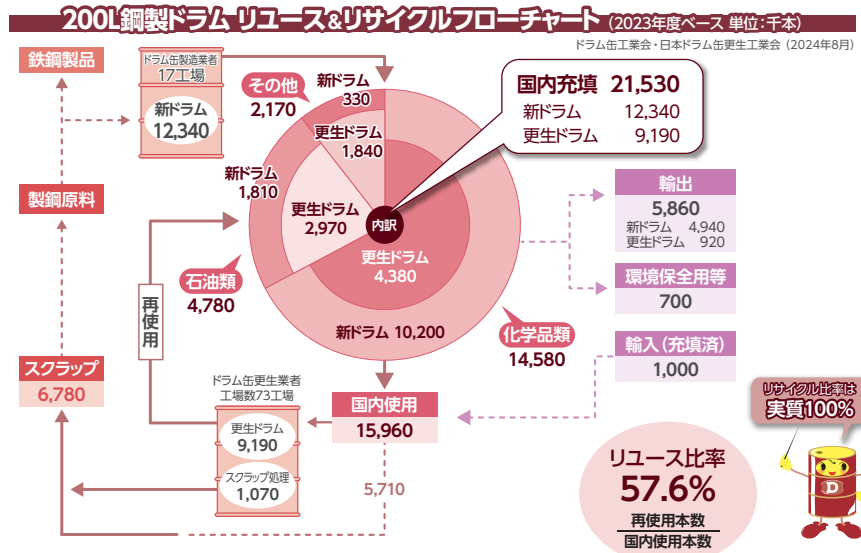 200L鋼製ドラム リユース&リサイクルフローチャート (2023年度ベース 単位:千本)
ドラム缶工業会・日本ドラム缶更生工業会 (2024年8月)
鉄鋼製品
ドラム缶製造業者
17工場
新ドラム
12,340
その他
2,170
新ドラム
330
更生ドラム
1,840
国内充填 21,530
新ドラム 12,340
更生ドラム 9,190
製鋼原料
新ドラム
1,810
更生ドラム
2,970
内訳
更生ドラム
4,380
輸出
5,860
新ドラム 4,940
更生ドラム 920
石油類
4,780
環境保全用等
700
再使用
新ドラム 10,200
化学品類
14,580
輸入(充填済)
1,000
スクラップ
6,780
ドラム缶更生業者
工場数73工場
更生ドラム
9,190
スクラップ処理
1,070
国内使用
15,960
5,710
リユース比率
57.6%
再使用本数
国内使用本数
リサイクル比率は
実質100%
D